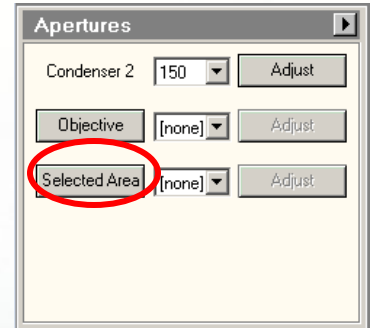 Apertures
Condenser 2 150 Adjust
Objective [none] Adjust
Selected Area [none] Adjust